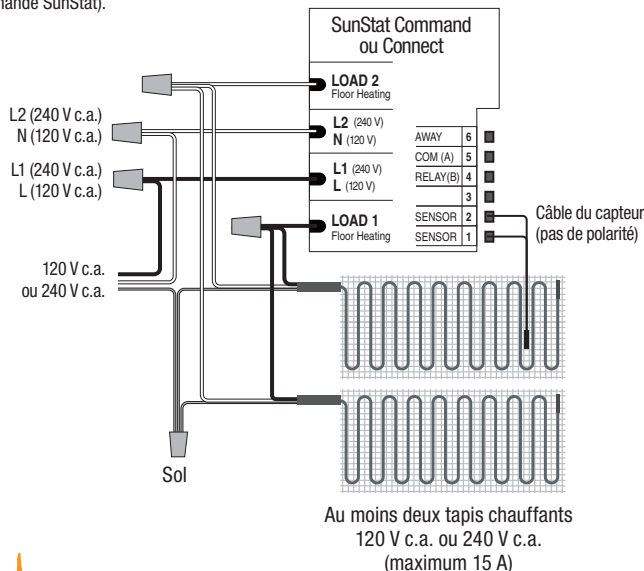 mande SunStat).
SunStat Command
ou Connect
LOAD 2
Floor Heating
L2 (240 V c.a.)
N (120 V c.a.)
L2 (240 V)
N (120 V)
L1 (240 V c.a.)
L (120 V c.a.)
L1 (240 V)
L (120 V)
LOAD 1
Floor Heating
AWAY 6
COM (A) 5
RELAY(B) 4
3
SENSOR 2
SENSOR 1
Câble du capteur
(pas de polarité)
120 V c.a.
ou 240 V c.a.
Sol
Au moins deux tapis chauffants
120 V c.a. ou 240 V c.a.
(maximum 15 A)